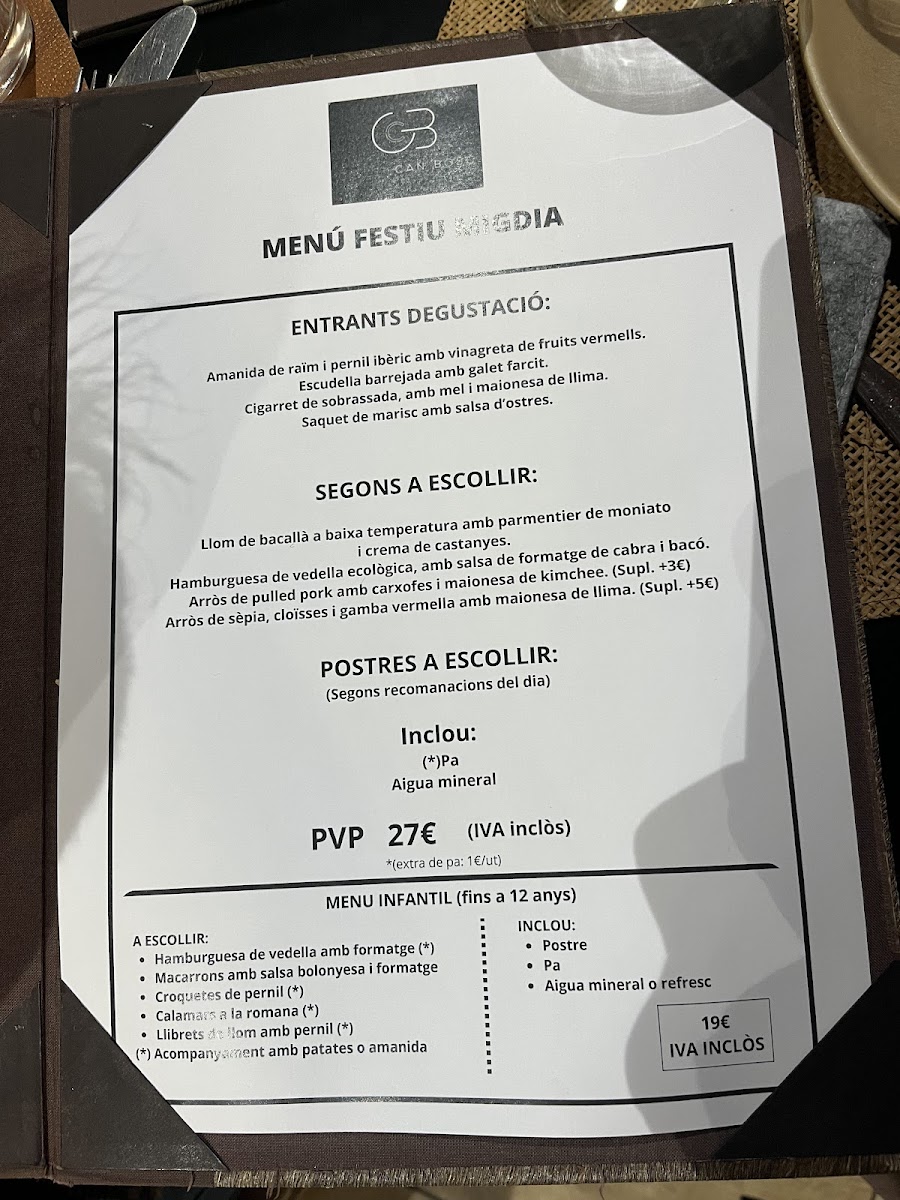 CB
CAN BOSC
MENÚ FESTIU MIGDIA
ENTRANTS DEGUSTACIÓ:
Amanida de raïm i pernil ibèric amb vinagreta de fruits vermells.
Escudella barrejada amb galet farcit.
Cigarret de sobrassada, amb mel i maionesa de llima.
Saquet de marisc amb salsa d'ostres.
SEGONS A ESCOLLIR:
Llom de bacallà a baixa temperatura amb parmentier de moniato
i crema de castanyes.
Hamburguesa de vedella ecològica, amb salsa de formatge de cabra i bacó.
Arròs de pulled pork amb carxofes i maionesa de kimchee. (Supl. +3€)
Arròs de sèpia, cloïsses i gamba vermella amb maionesa de llima. (Supl. +5€)
POSTRES A ESCOLLIR:
(Segons recomanacions del dia)
Inclou:
(*)Pa
Aigua mineral
PVP 27€ (IVA inclòs)
*(extra de pa: 1€/ut)
MENU INFANTIL (fins a 12 anys)
A ESCOLLIR:
• Hamburguesa de vedella amb formatge (*)
• Macarrons amb salsa bolonyesa i formatge
• Croquetes de pernil (*)
• Calamars a la romana (*)
• Llibrets de llom amb pernil (*)
(*) Acompanyament amb patates o amanida
INCLOU:
• Postre
• Pa
• Aigua mineral o refresc
19€
IVA INCLÒS